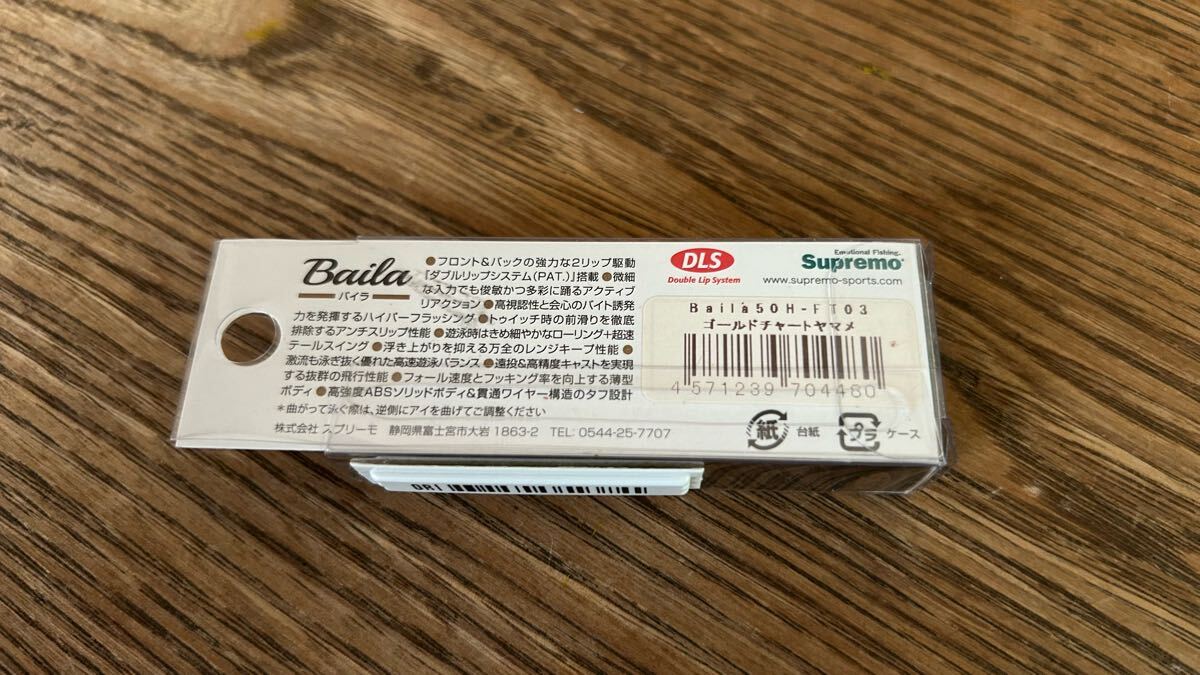 Baila
バイラ
●フロント&バックの強力な2リップ駆動
「ダブルリップシステム(PAT.)」搭載 ●微細
な入力でも俊敏かつ多彩に踊るアクティブ
リアクション ●高視認性と会心のバイト誘発
力を発揮するハイパーフラッシング ●トゥイッチ時の前滑りを徹底
排除するアンチスリップ性能 ●遊泳時はきめ細やかなローリング+超速
テールスイング ●浮き上がりを抑える万全のレンジキープ性能 ●
激流も泳ぎ抜く優れた高速遊泳バランス ●遠投&高精度キャストを実現
する抜群の飛行性能 ●フォール速度とフッキング率を向上する薄型
ボディ ●高強度ABSソリッドボディ&貫通ワイヤー構造のタフ設計
*曲がって泳ぐ際は、逆側にアイを曲げてご調整ください
株式会社 スプリーモ 静岡県富士宮市大岩 1863-2 TEL: 0544-25-7707
DLS
Double Lip System
Emotional Fishing.
Supremo
www.supremo-sports.com
Baila50H-FT03
ゴールドチャートヤマメ
4 571239 704480
紙 台紙
プラ ケース